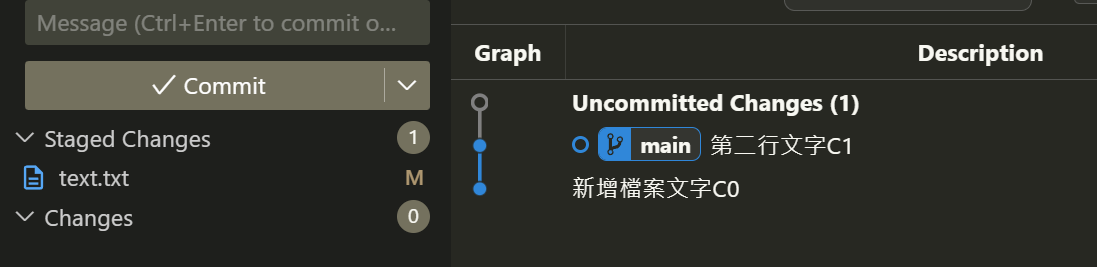 Message (Ctrl+Enter to commit o...
Commit
Staged Changes 1
text.txt M
Changes 0
Graph Description
Uncommitted Changes (1)
main 第二行文字C1
新增檔案文字C0